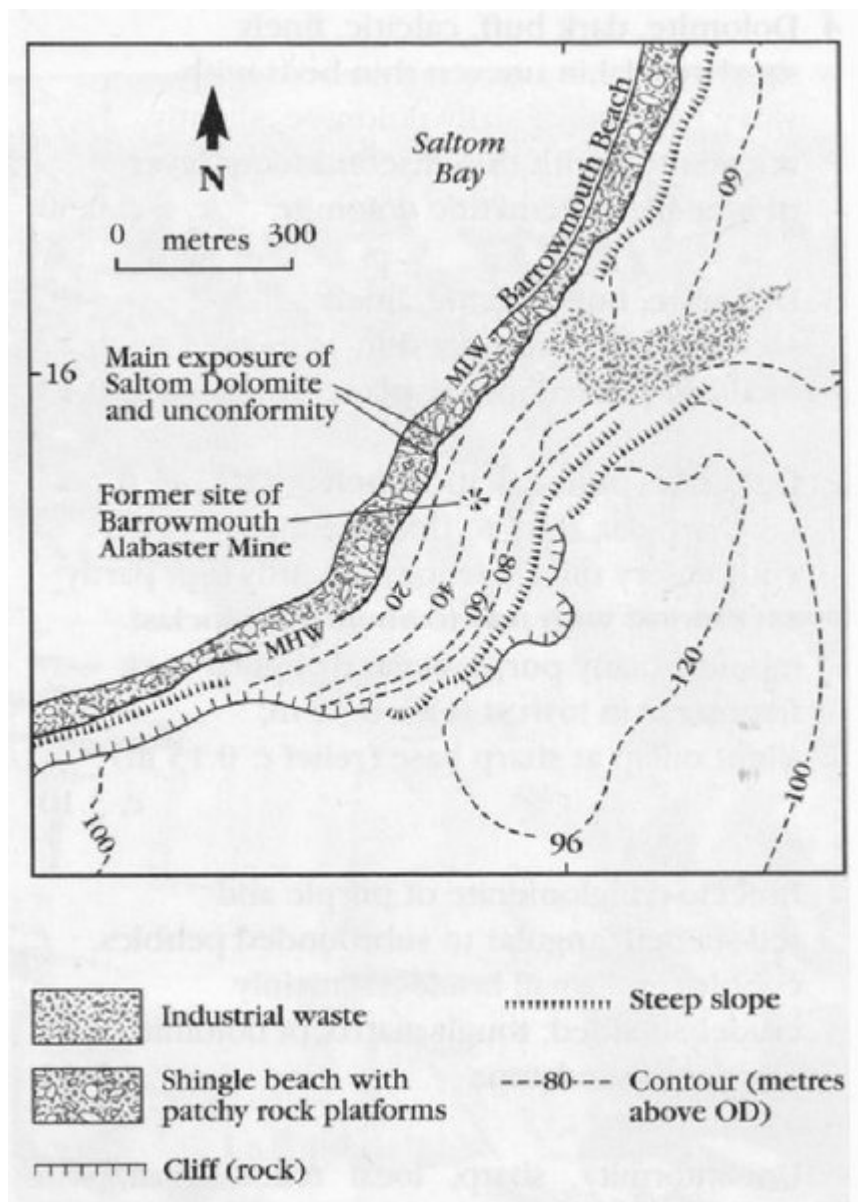 Saltom
Bay
Barrowmouth Beach
N
0 metres 300
60
MLW
16
Main exposure of
Saltom Dolomite
and unconformity
Former site of
Barrowmouth
Alabaster Mine
20
40
60
80
MHW
120
100
100
96
Industrial waste
Steep slope
Shingle beach with
patchy rock platforms
80
Contour (metres
above OD)
Cliff (rock)